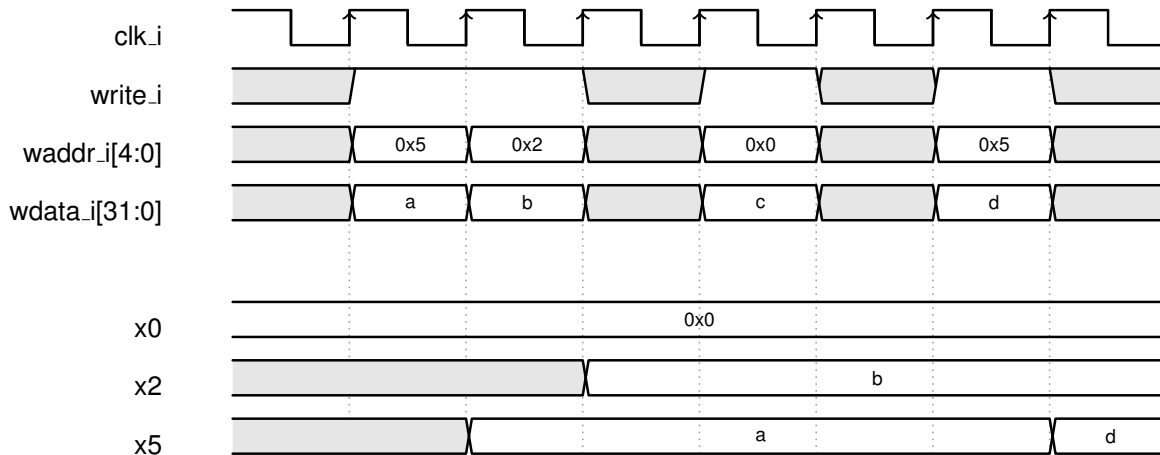 clk_i
write_i
waddr_i[4:0] 0x5 0x2 0x0 0x5
wdata_i[31:0] a b c d
x0 0x0
x2 b
x5 a d